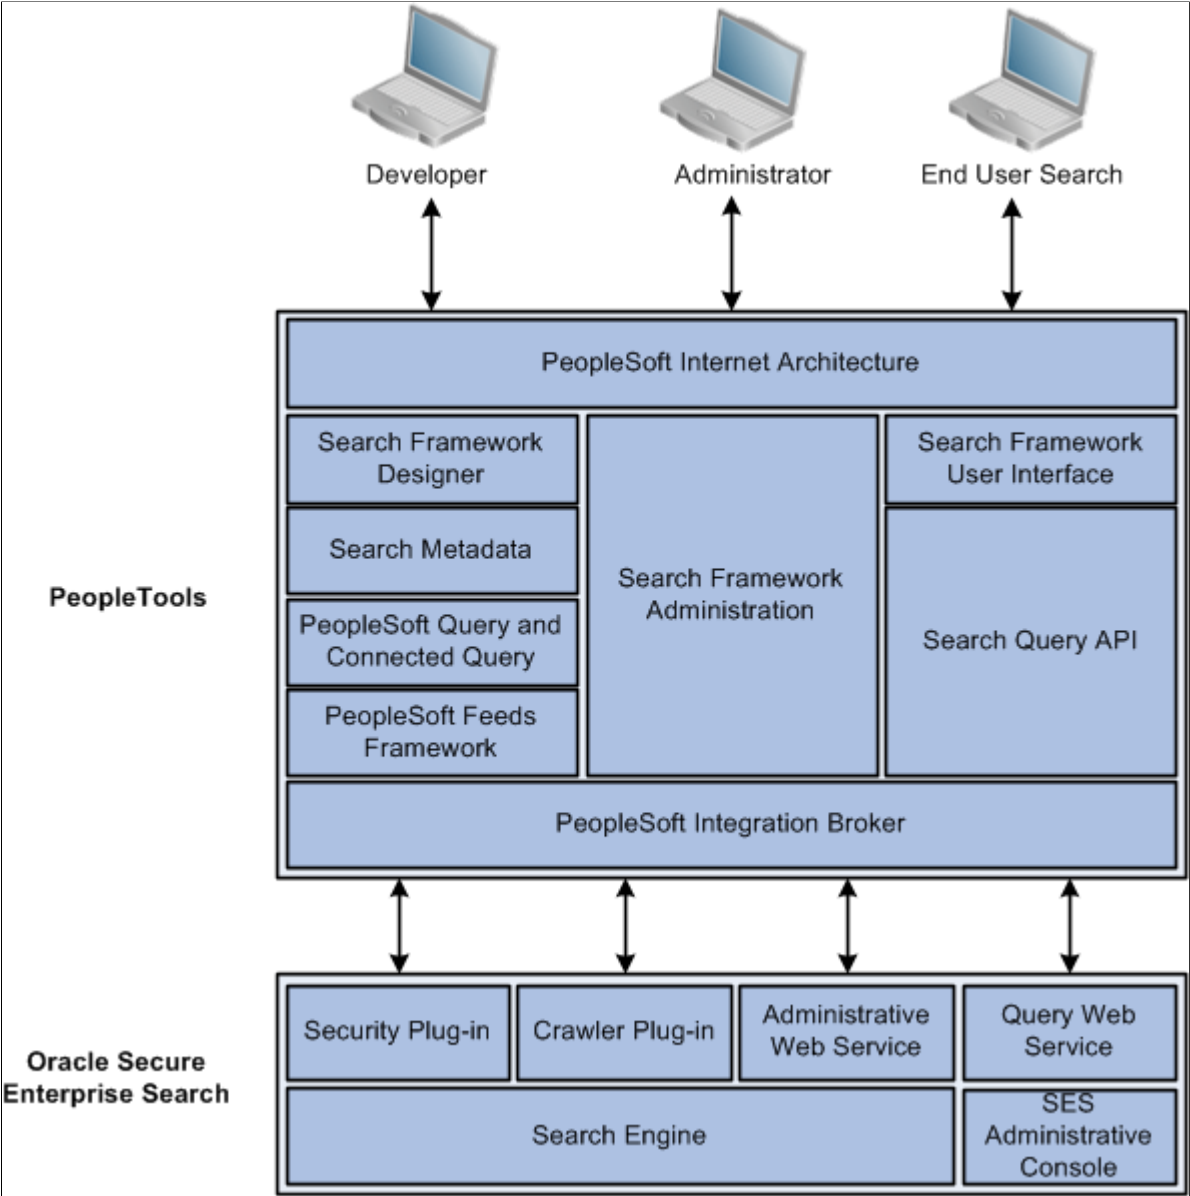 Developer
Administrator
End User Search
PeopleSoft Internet Architecture
Search Framework
Designer
Search Metadata
PeopleSoft Query and
Connected Query
PeopleSoft Feeds
Framework
Search Framework
Administration
Search Framework
User Interface
Search Query API
PeopleTools
PeopleSoft Integration Broker
Security Plug-in
Crawler Plug-in
Administrative
Web Service
Query Web
Service
Oracle Secure
Enterprise Search
Search Engine
SES
Administrative
Console